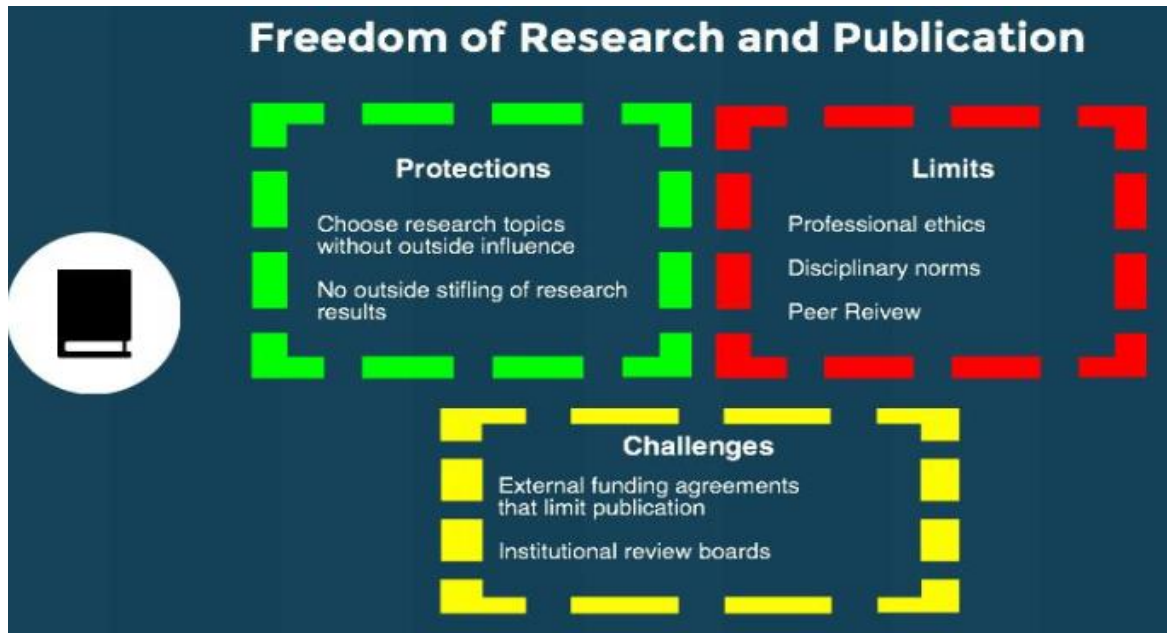 Freedom of Research and Publication
Protections
Choose research topics
without outside influence
No outside stifling of research
results
Limits
Professional ethics
Disciplinary norms
Peer Reivew
Challenges
External funding agreements
that limit publication
Institutional review boards